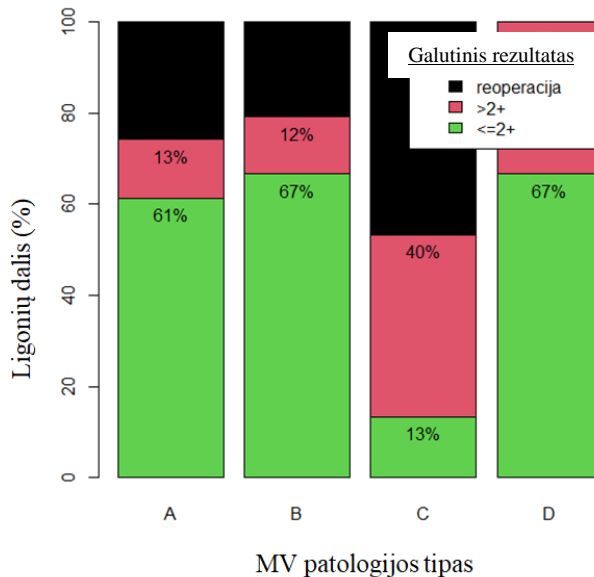 Galutinis rezultatas
reoperacija
>2+
<=2+
Ligonių dalis (%)
100
80
60
40
20
0
13%
61%
12%
67%
40%
13%
67%
A
B
C
D
MV patologijos tipas